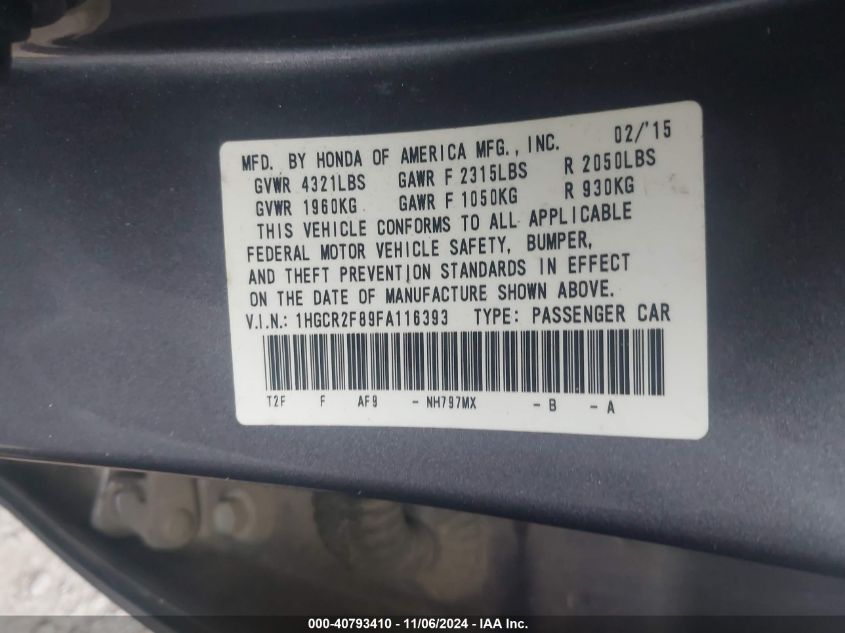 MFD. BY HONDA OF AMERICA MFG., INC. 02/'15
GVWR 4321LBS GAWR F 2315LBS R 2050LBS
GVWR 1960KG GAWR F 1050KG R 930KG
THIS VEHICLE CONFORMS TO ALL APPLICABLE
FEDERAL MOTOR VEHICLE SAFETY, BUMPER,
AND THEFT PREVENTION STANDARDS IN EFFECT
ON THE DATE OF MANUFACTURE SHOWN ABOVE.
V.I.N.: 1HGCR2F89FA116393 TYPE: PASSENGER CAR
T2F F AF9 - NH797MX - B - A
000-40793410 - 11/06/2024 - IAA Inc.